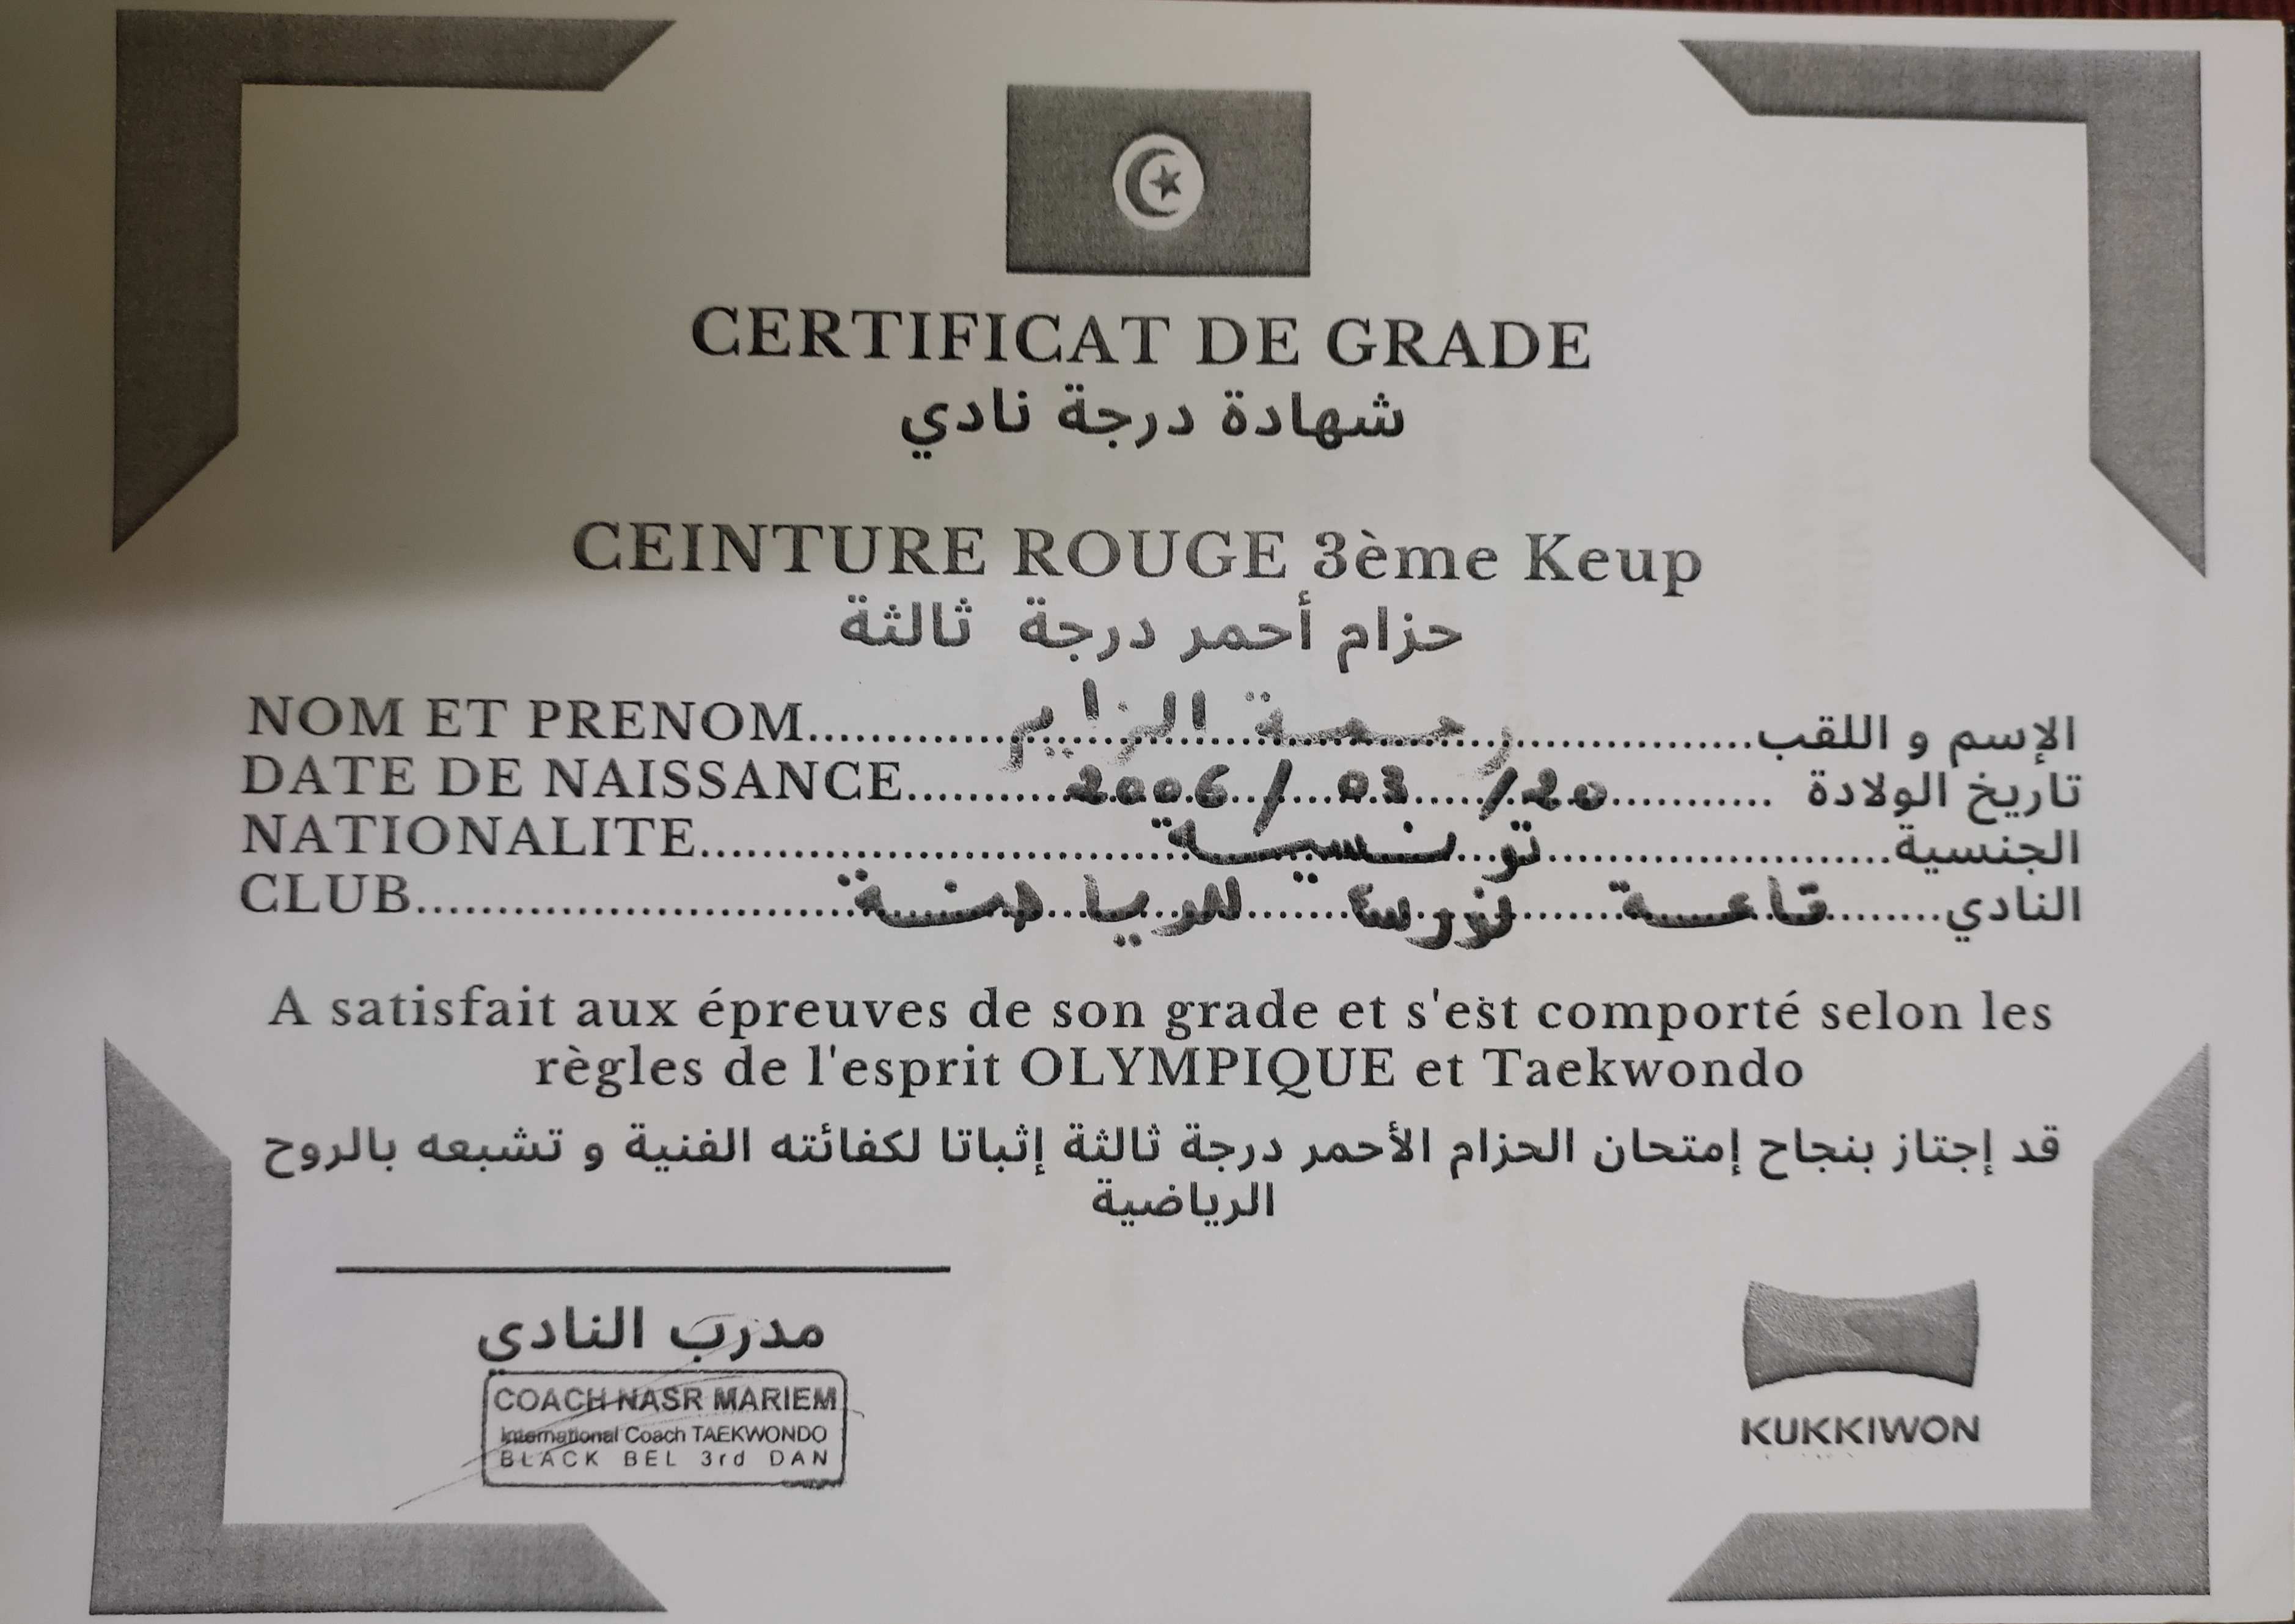 CERTIFICAT DE GRADE
شهادة درجة نادي
CEINTURE ROUGE 3ème Keup
حزام أحمر درجة ثالثة
NOM ET PRENOM.......... ..........الإسم و اللقب
DATE DE NAISSANCE..........20/ 03 / 2006..........تاريخ الولادة
NATIONALITE..........تونسية..........الجنسية
CLUB..........قاعة نورسة للرياضة..........النادي
A satisfait aux épreuves de son grade et s'est comporté selon les
règles de l'esprit OLYMPIQUE et Taekwondo
قد إجتاز بنجاح إمتحان الحزام الأحمر درجة ثالثة إثباتا لكفائته الفنية و تشبعه بالروح
الرياضية
مدرب النادي
COACH NASR MARIEM
International Coach TAEKWONDO
BLACK BEL 3rd DAN
KUKKIWON